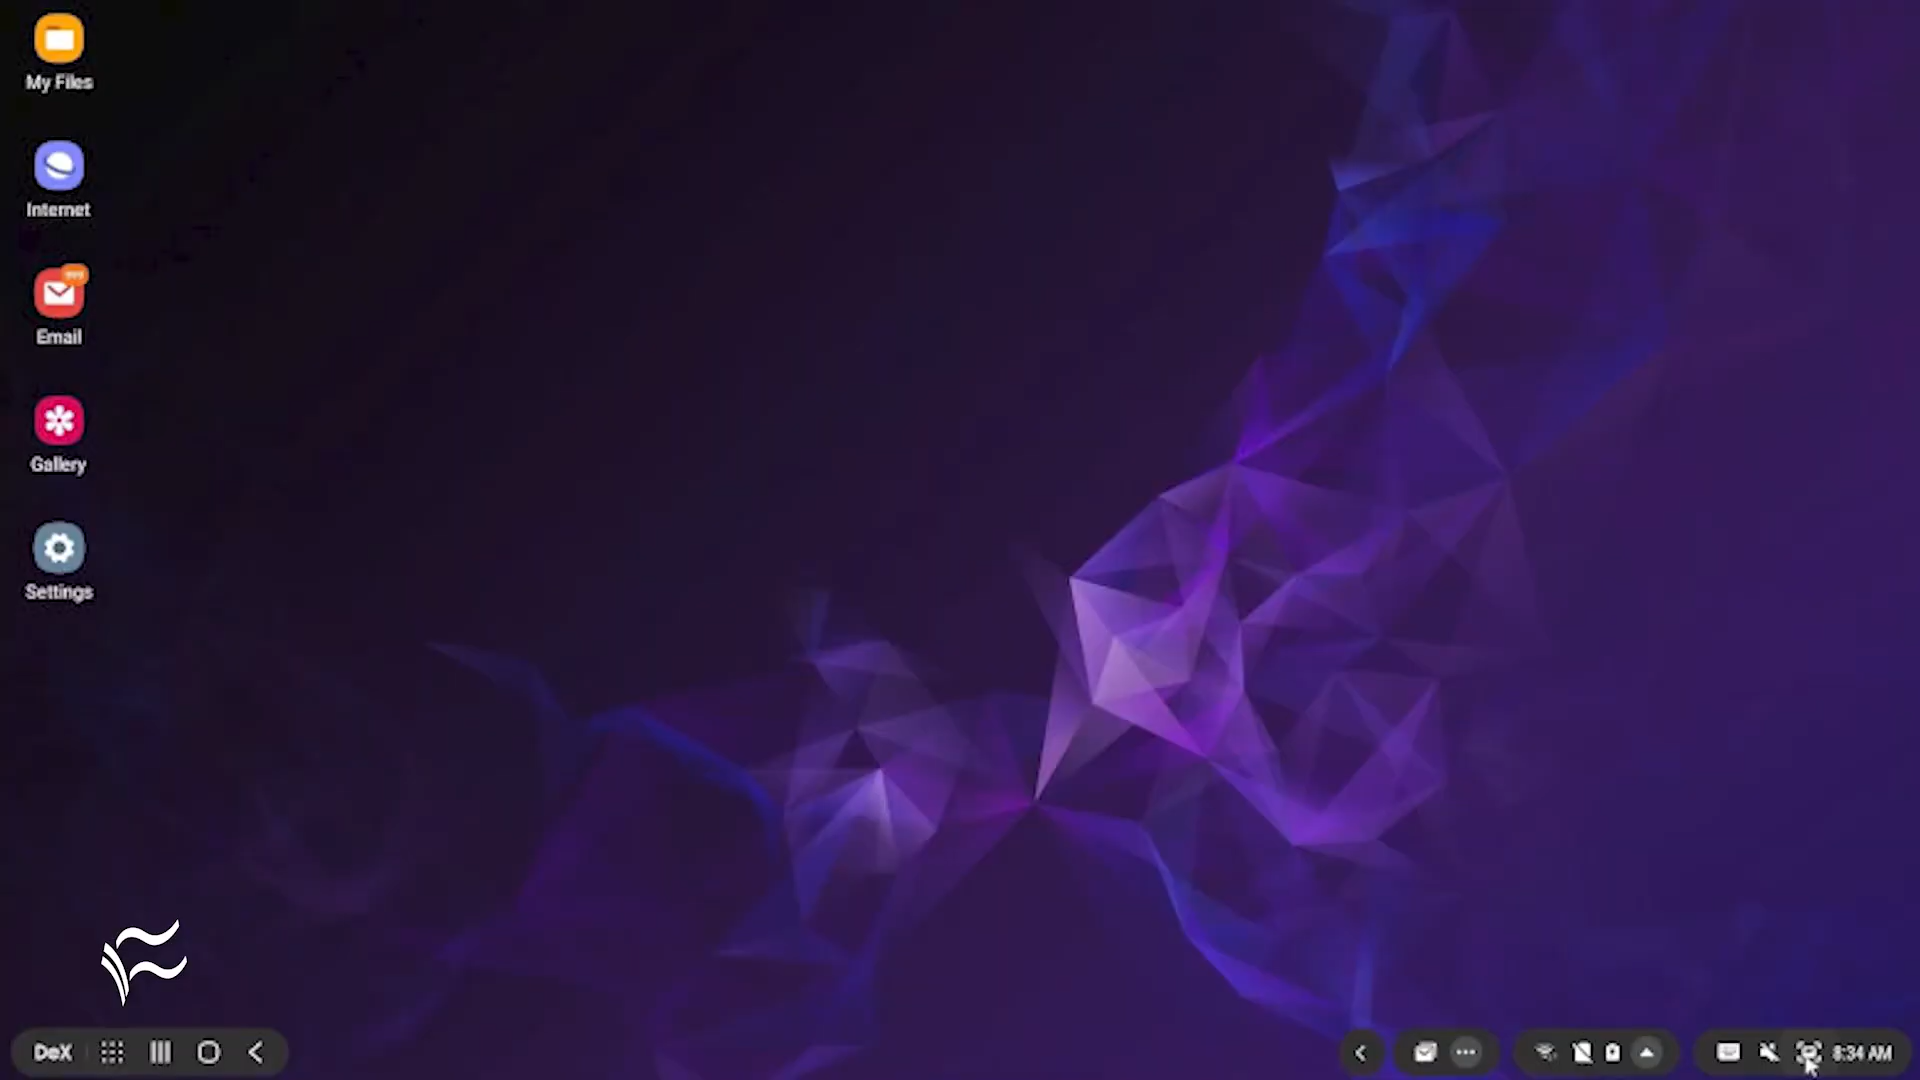 My Files
Internet
Email
Gallery
Settings
DeX
8:34 AM